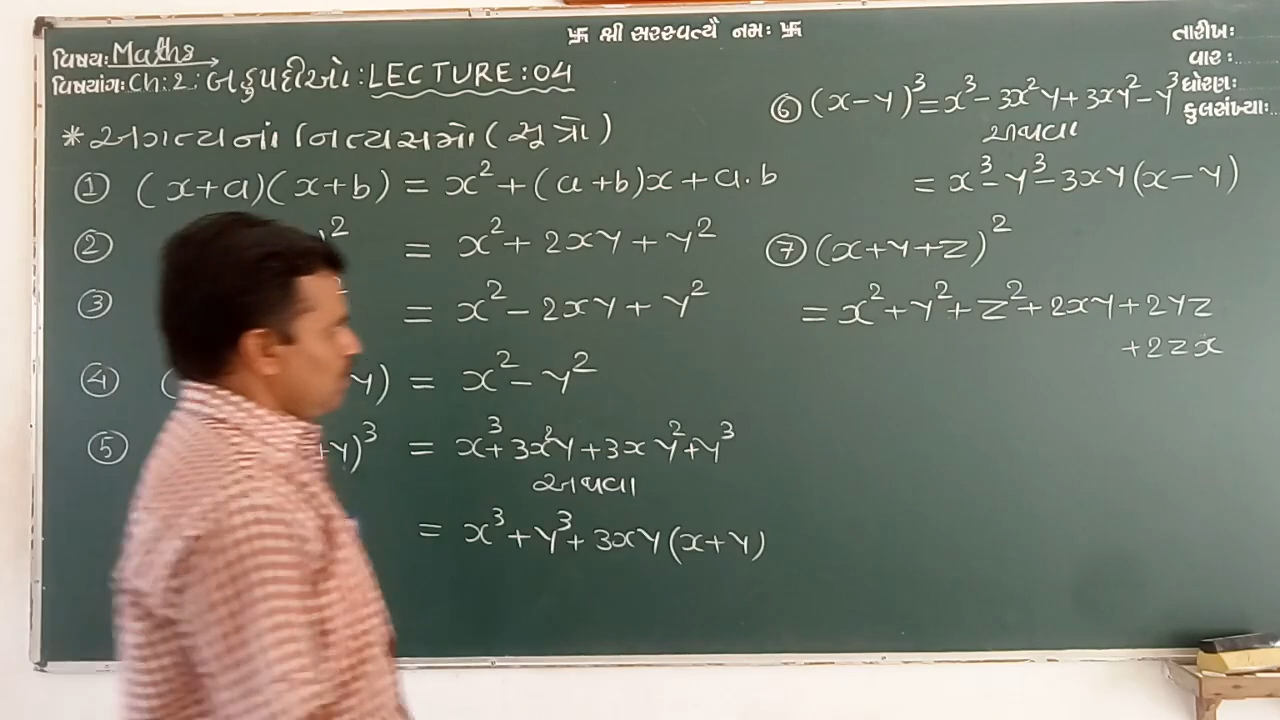 卐 શ્રી સરસ્વત્યૈ નમઃ 卐
વિષય: Maths
વિષયાંગ: Ch: 2 : બહુપદીઓ : LECTURE : 04
તારીખ:
વાર:
ધોરણ:
કુલસંખ્યા:
* અગત્યનાં નિત્યસમો (સુત્રો)
① (x+a)(x+b) = x² + (a+b)x + a.b
② ² = x² + 2xy + y²
③ ² = x² - 2xy + y²
④ ( y) = x² - y²
⑤ +y)³ = x³ + 3x²y + 3xy² + y³
અથવા
= x³ + y³ + 3xy(x+y)
⑥ (x-y)³ = x³ - 3x²y + 3xy² - y³
અથવા
= x³ - y³ - 3xy(x-y)
⑦ (x+y+z)²
= x² + y² + z² + 2xy + 2yz
+ 2zx